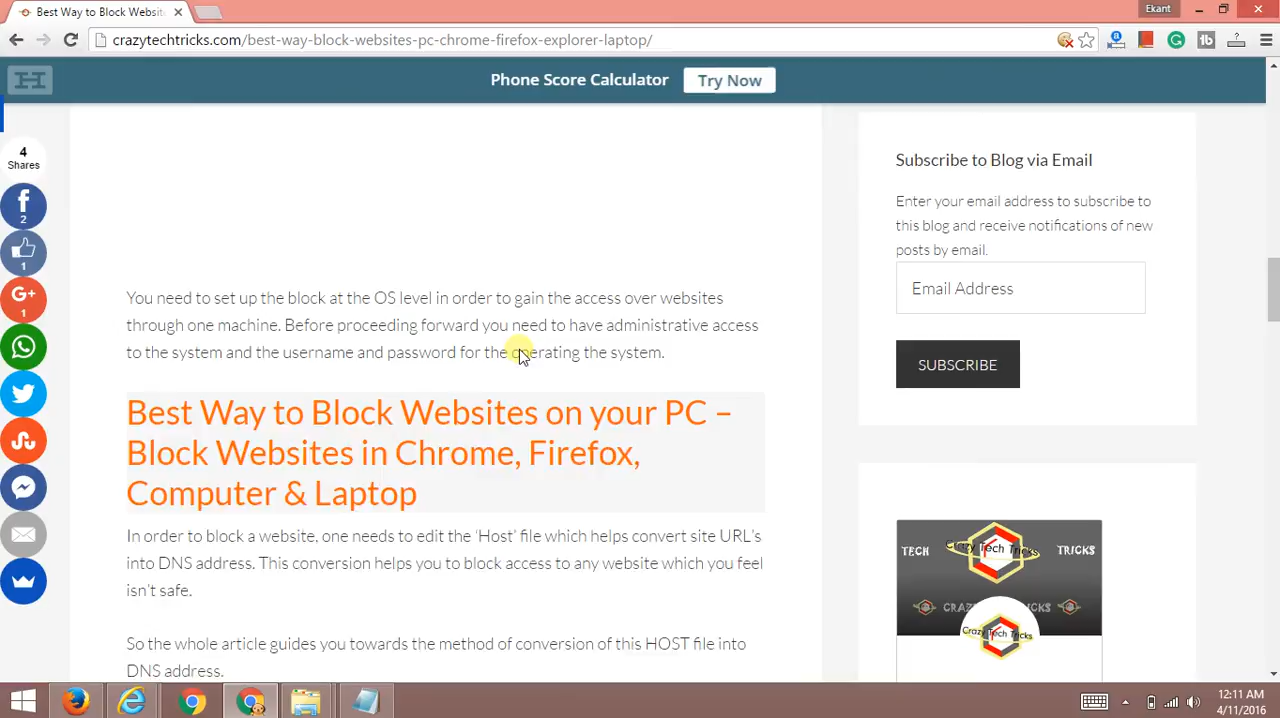 Best Way to Block Websit
Ekant
crazytechtricks.com/best-way-block-websites-pc-chrome-firefox-explorer-laptop/
Phone Score Calculator
Try Now
4
Shares
2
1
G+
1
You need to set up the block at the OS level in order to gain the access over websites
through one machine. Before proceeding forward you need to have administrative access
to the system and the username and password for the operating the system.
Best Way to Block Websites on your PC –
Block Websites in Chrome, Firefox,
Computer & Laptop
In order to block a website, one needs to edit the ‘Host’ file which helps convert site URL’s
into DNS address. This conversion helps you to block access to any website which you feel
isn’t safe.
So the whole article guides you towards the method of conversion of this HOST file into
DNS address.
Subscribe to Blog via Email
Enter your email address to subscribe to
this blog and receive notifications of new
posts by email.
Email Address
SUBSCRIBE
TECH
Crazy Tech Tricks
TRICKS
Crazy Tech Tricks
12:11 AM
4/11/2016